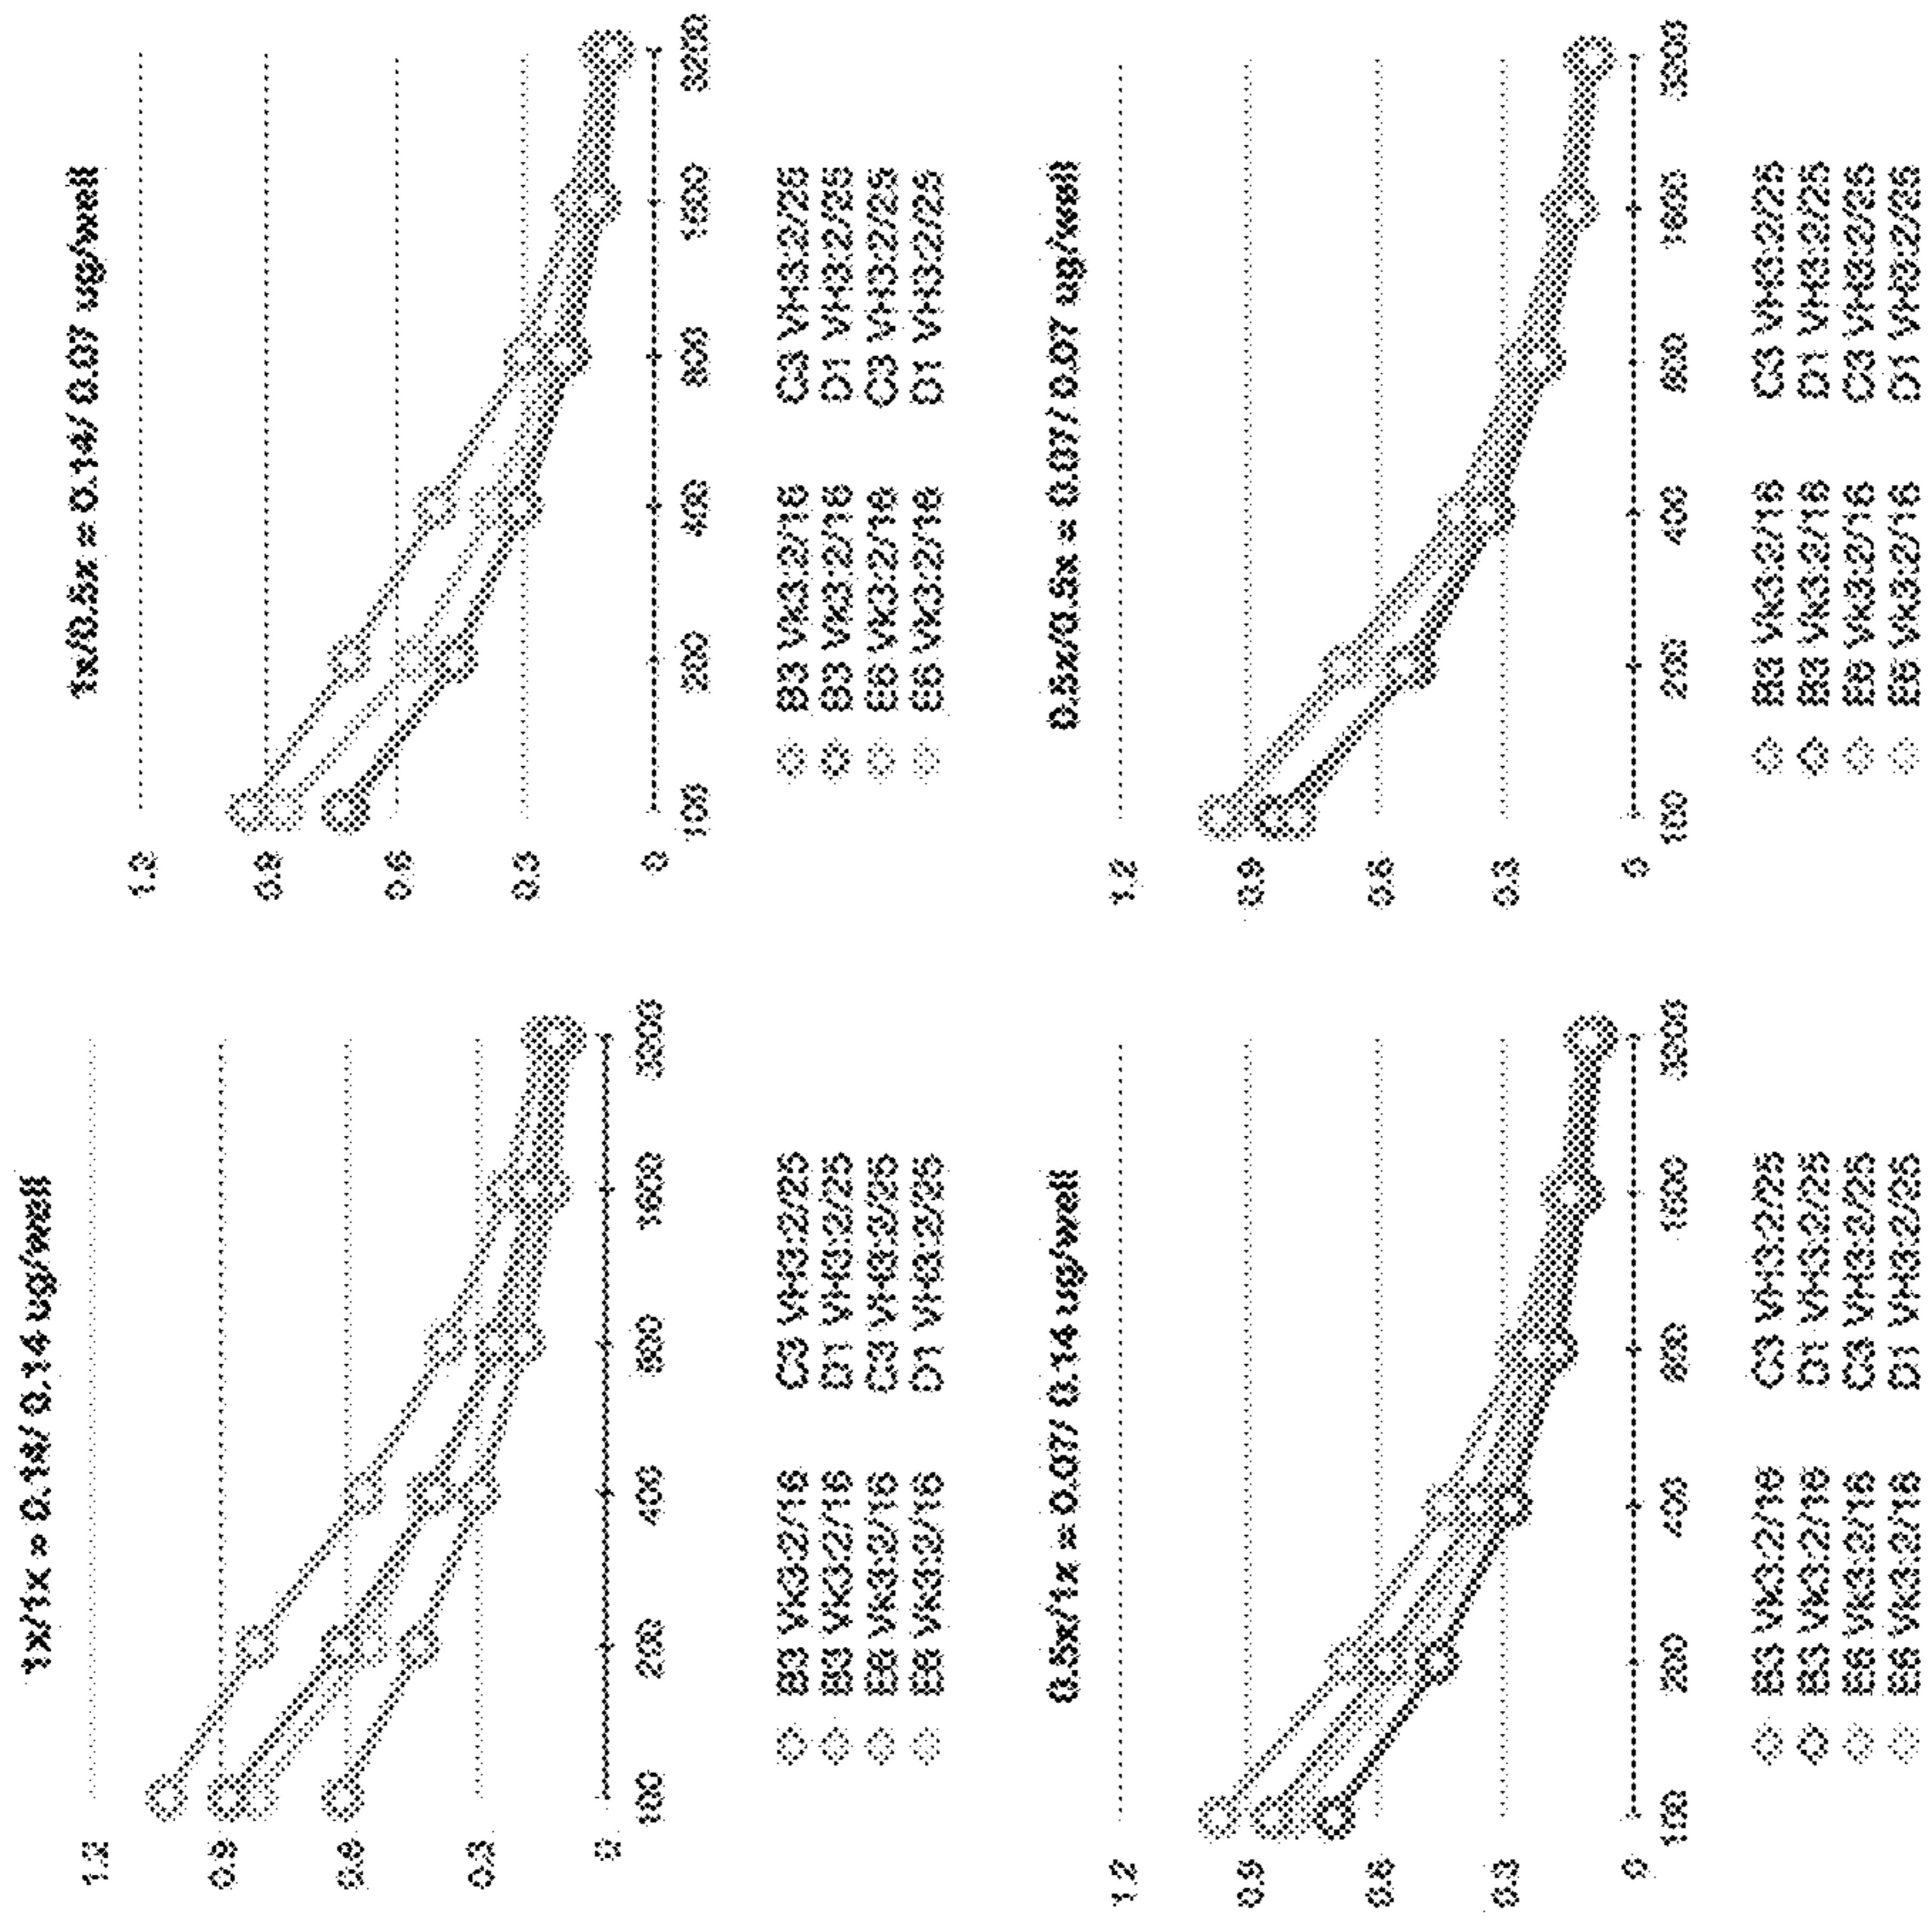 1x/1x = 0.14/ 0.14 ug/well
1.2
0.9
0.6
0.3
0
100
200
400
800
1600
3200
B3 VK3:2/16 C3 VH3:2/25
B3 VK3:2/16 D1 VH3:2/25
E6 VK3:2/16 C3 VH3:2/25
E6 VK3:2/16 D1 VH3:2/25
1x/0.5x = 0.14/ 0.07 ug/well
1.2
0.9
0.6
0.3
0
100
200
400
800
1600
3200
B3 VK3:2/16 C3 VH3:2/25
B3 VK3:2/16 D1 VH3:2/25
E6 VK3:2/16 C3 VH3:2/25
E6 VK3:2/16 D1 VH3:2/25
0.5x/1x = 0.07/ 0.14 ug/well
1.2
0.9
0.6
0.3
0
100
200
400
800
1600
3200
B3 VK3:2/16 C3 VH3:2/25
B3 VK3:2/16 D1 VH3:2/25
E6 VK3:2/16 C3 VH3:2/25
E6 VK3:2/16 D1 VH3:2/25
0.5x/0.5x = 0.07/ 0.07 ug/well
1.2
0.9
0.6
0.3
0
100
200
400
800
1600
3200
B3 VK3:2/16 C3 VH3:2/25
B3 VK3:2/16 D1 VH3:2/25
E6 VK3:2/16 C3 VH3:2/25
E6 VK3:2/16 D1 VH3:2/25